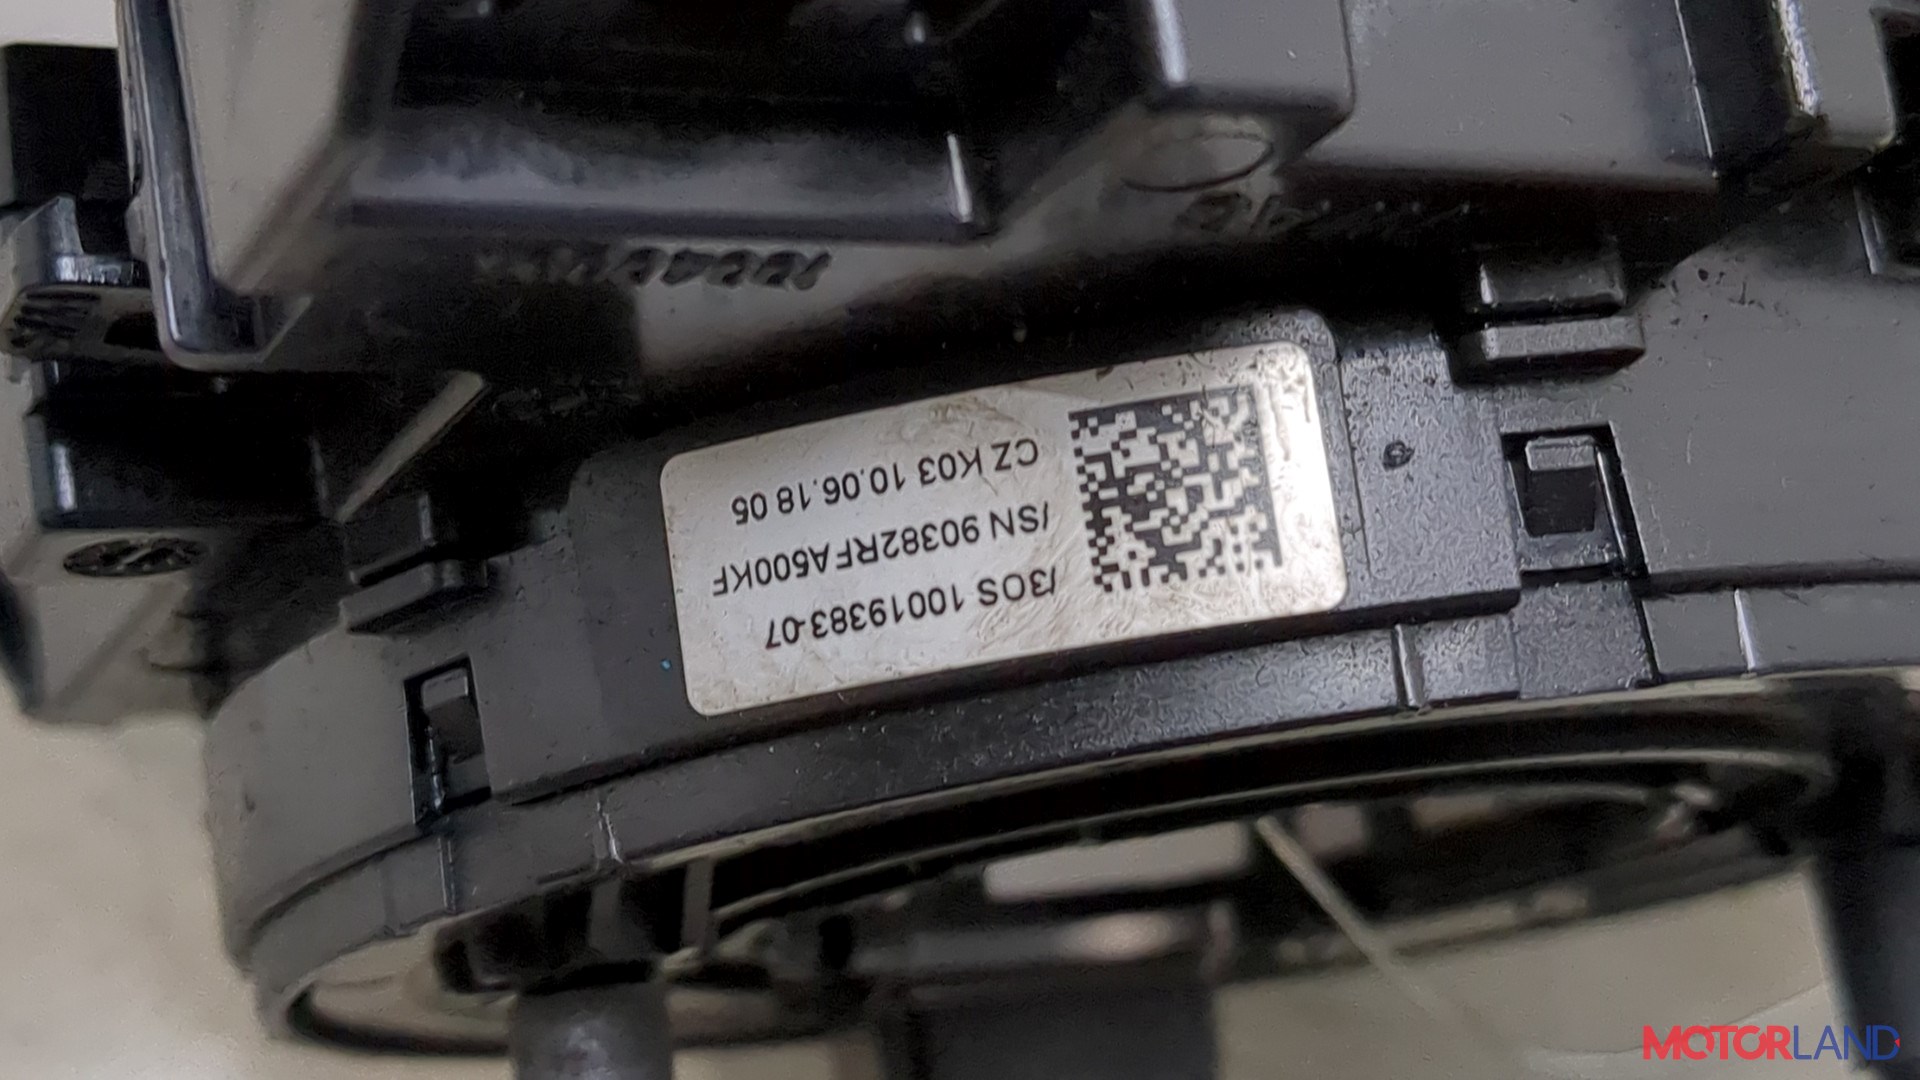 /3OS 10019383-07
/SN 90382RFA500KF
CZ K03 10.06.18 05
MOTORLAND